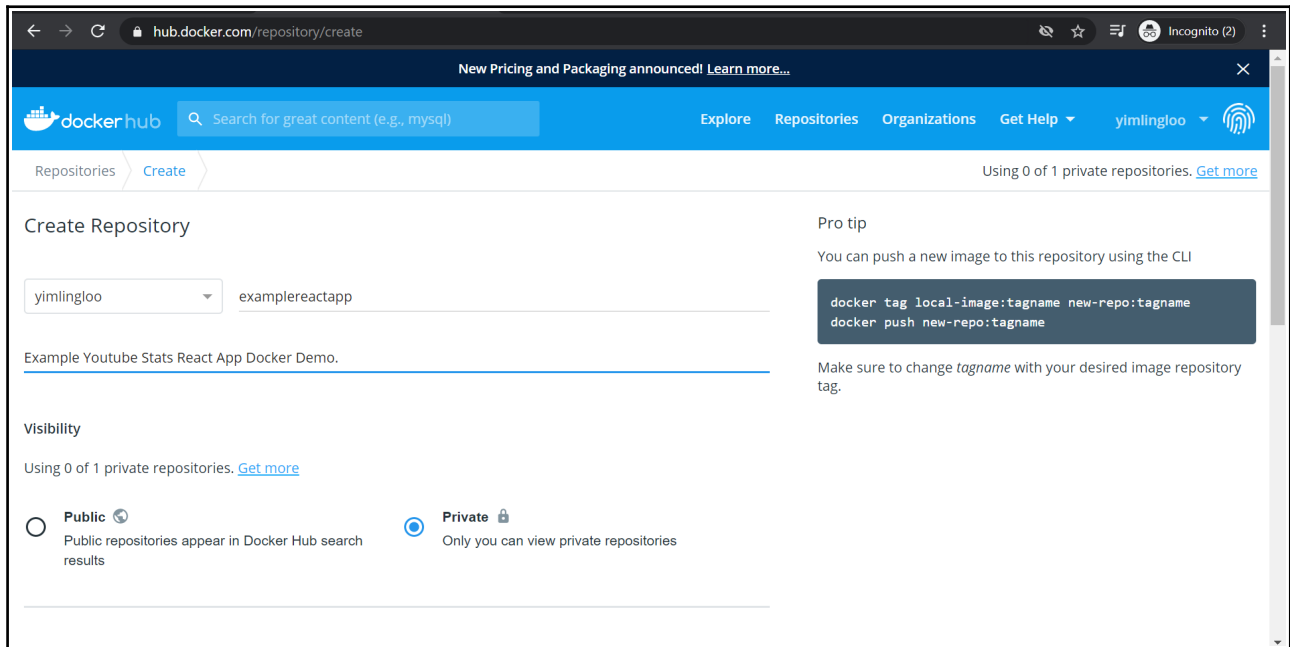 hub.docker.com/repository/create
Incognito (2)
New Pricing and Packaging announced! Learn more...
dockerhub
Search for great content (e.g., mysql)
Explore
Repositories
Organizations
Get Help
yimlingloo
Repositories
Create
Using 0 of 1 private repositories. Get more
Create Repository
yimlingloo
examplereactapp
Example Youtube Stats React App Docker Demo.
Visibility
Using 0 of 1 private repositories. Get more
Public
Public repositories appear in Docker Hub search
results
Private
Only you can view private repositories
Pro tip
You can push a new image to this repository using the CLI
docker tag local-image:tagname new-repo:tagname
docker push new-repo:tagname
Make sure to change tagname with your desired image repository
tag.